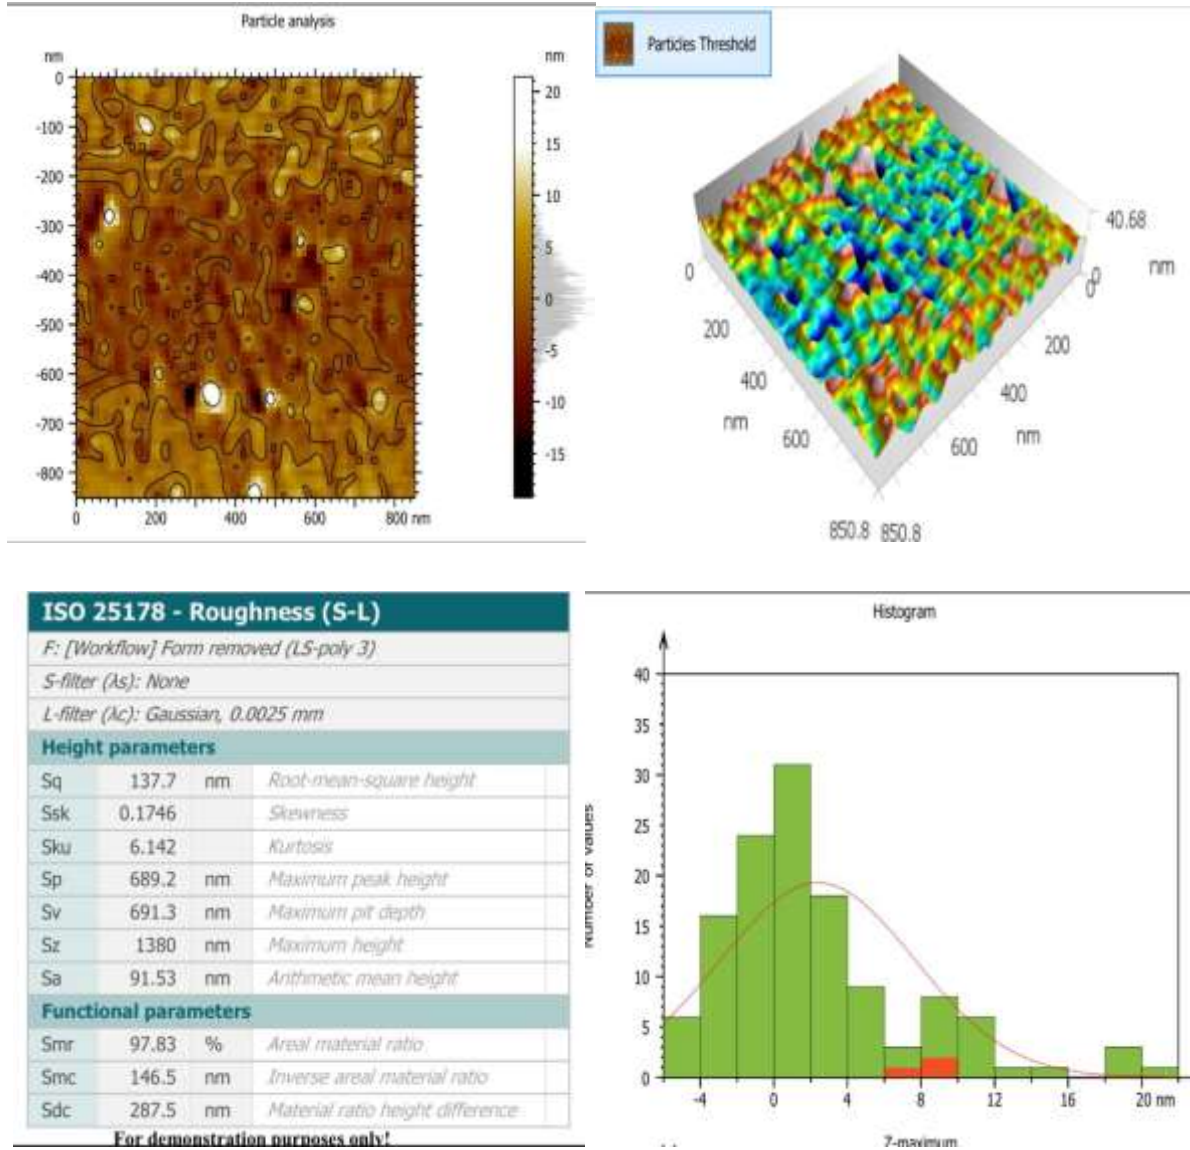 Particle analysis
nm
nm
0
-100
-200
-300
-400
-500
-600
-700
-800
0 200 400 600 800 nm
20
15
10
5
0
-5
-10
-15
Particles Threshold
40.68
nm
0
0
0
200
400
nm
600
200
400
nm
600
850.8 850.8
ISO 25178 - Roughness (S-L)
F: [Workflow] Form removed (LS-poly 3)
S-filter (λs): None
L-filter (λc): Gaussian, 0.0025 mm
Height parameters
Sq 137.7 nm Root-mean-square height
Ssk 0.1746 Skewness
Sku 6.142 Kurtosis
Sp 689.2 nm Maximum peak height
Sv 691.3 nm Maximum pit depth
Sz 1380 nm Maximum height
Sa 91.53 nm Arithmetic mean height
Functional parameters
Smr 97.83 % Areal material ratio
Smc 146.5 nm Inverse areal material ratio
Sdc 287.5 nm Material ratio height difference
For demonstration purposes only!
Histogram
Number of values
40
35
30
25
20
15
10
5
0
-4 0 4 8 12 16 20 nm
Z-maximum